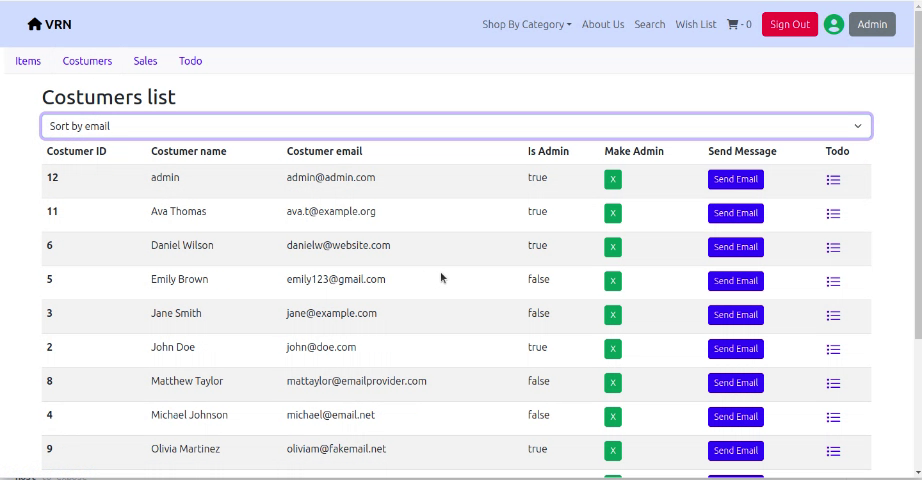 VRN Shop By Category About Us Search Wish List - 0 Sign Out Admin
Items Costumers Sales Todo
Costumers list
Sort by email
Costumer ID Costumer name Costumer email Is Admin Make Admin Send Message Todo
12 admin admin@admin.com true X Send Email
11 Ava Thomas ava.t@example.org true X Send Email
6 Daniel Wilson danielw@website.com true X Send Email
5 Emily Brown emily123@gmail.com false X Send Email
3 Jane Smith jane@example.com false X Send Email
2 John Doe john@doe.com true X Send Email
8 Matthew Taylor mattaylor@emailprovider.com false X Send Email
4 Michael Johnson michael@email.net false X Send Email
9 Olivia Martinez oliviam@fakemail.net true X Send Email